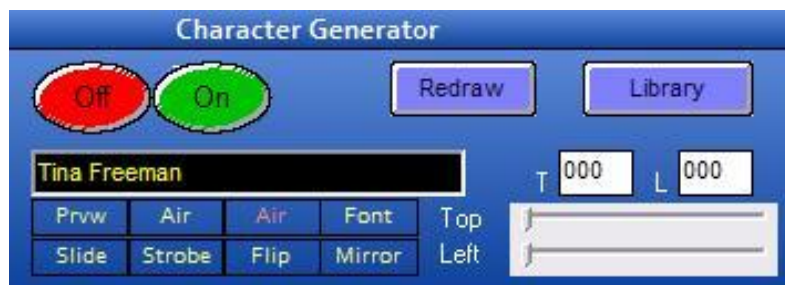 Character Generator
Off On Redraw Library
Tina Freeman T 000 L 000
Prvw Air Air Font Top
Slide Strobe Flip Mirror Left